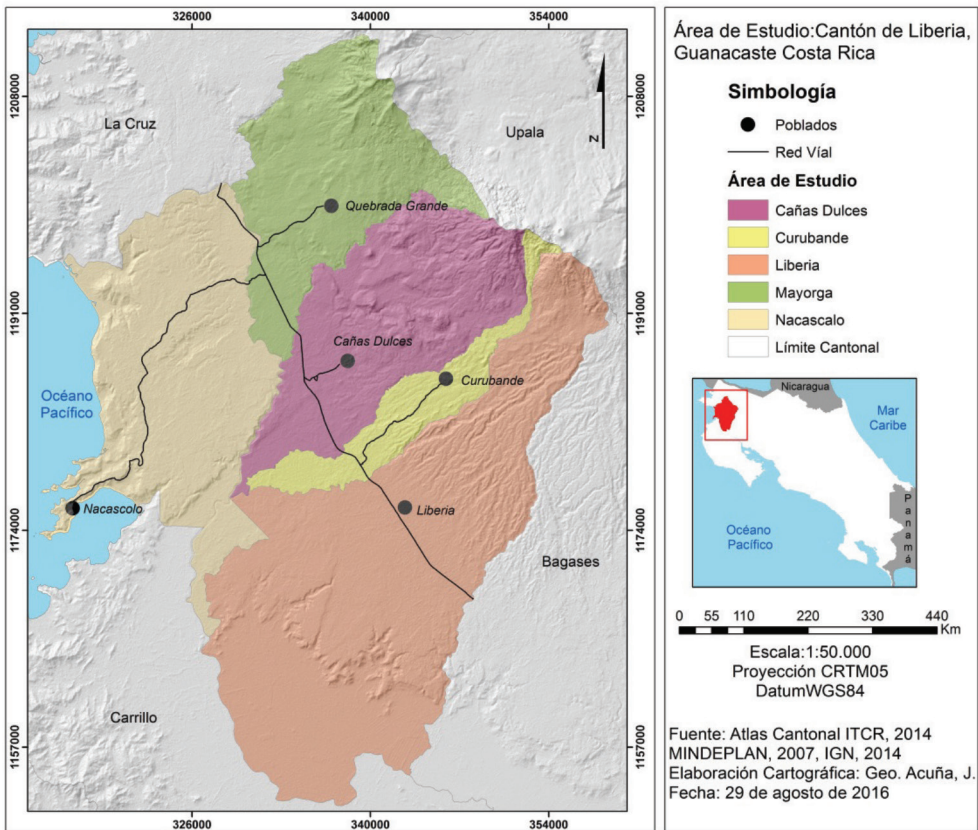 326000 340000 354000
1208000
1191000
1174000
1157000
La Cruz
Upala
N
Quebrada Grande
Cañas Dulces
Curubande
Océano
Pacífico
Nacascolo
Liberia
Bagases
Carrillo
1208000
1191000
1174000
1157000
326000 340000 354000
Área de Estudio:Cantón de Liberia,
Guanacaste Costa Rica
Simbología
Poblados
Red Víal
Área de Estudio
Cañas Dulces
Curubande
Liberia
Mayorga
Nacascalo
Límite Cantonal
Nicaragua
Mar
Caribe
Océano
Pacífico
Panamá
0 55 110 220 330 440
Km
Escala:1:50.000
Proyección CRTM05
DatumWGS84
Fuente: Atlas Cantonal ITCR, 2014
MINDEPLAN, 2007, IGN, 2014
Elaboración Cartográfica: Geo. Acuña, J.
Fecha: 29 de agosto de 2016